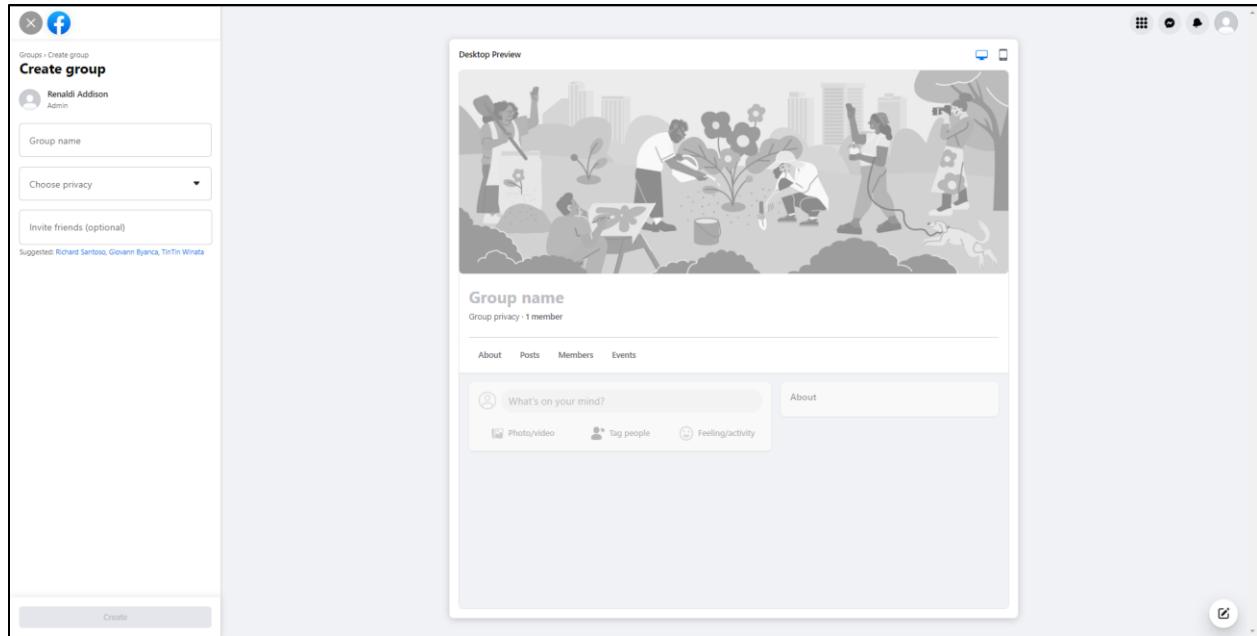 Groups › Create group
Create group
Renaldi Addison
Admin
Group name
Choose privacy
Invite friends (optional)
Suggested: Richard Santoso, Giovann Byanca, TinTin Winata
Create
Desktop Preview
Group name
Group privacy · 1 member
About Posts Members Events
What's on your mind?
Photo/video Tag people Feeling/activity
About